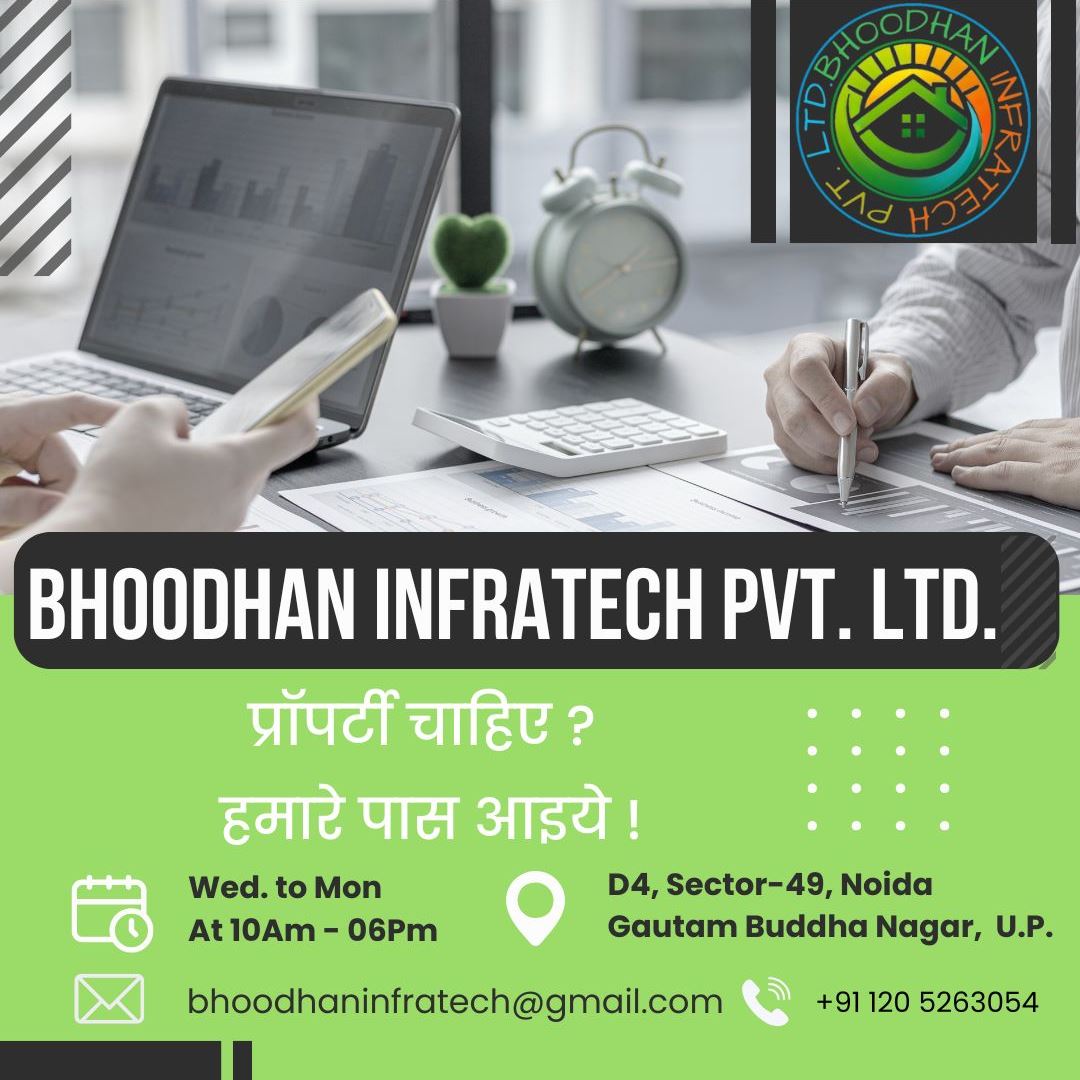 BHOODHAN INFRATECH PVT. LTD.
BHOODHAN INFRATECH PVT. LTD.
प्रॉपर्टी चाहिए ?
हमारे पास आइये !
Wed. to Mon
At 10Am - 06Pm
D4, Sector-49, Noida
Gautam Buddha Nagar, U.P.
bhoodhaninfratech@gmail.com
+91 120 5263054